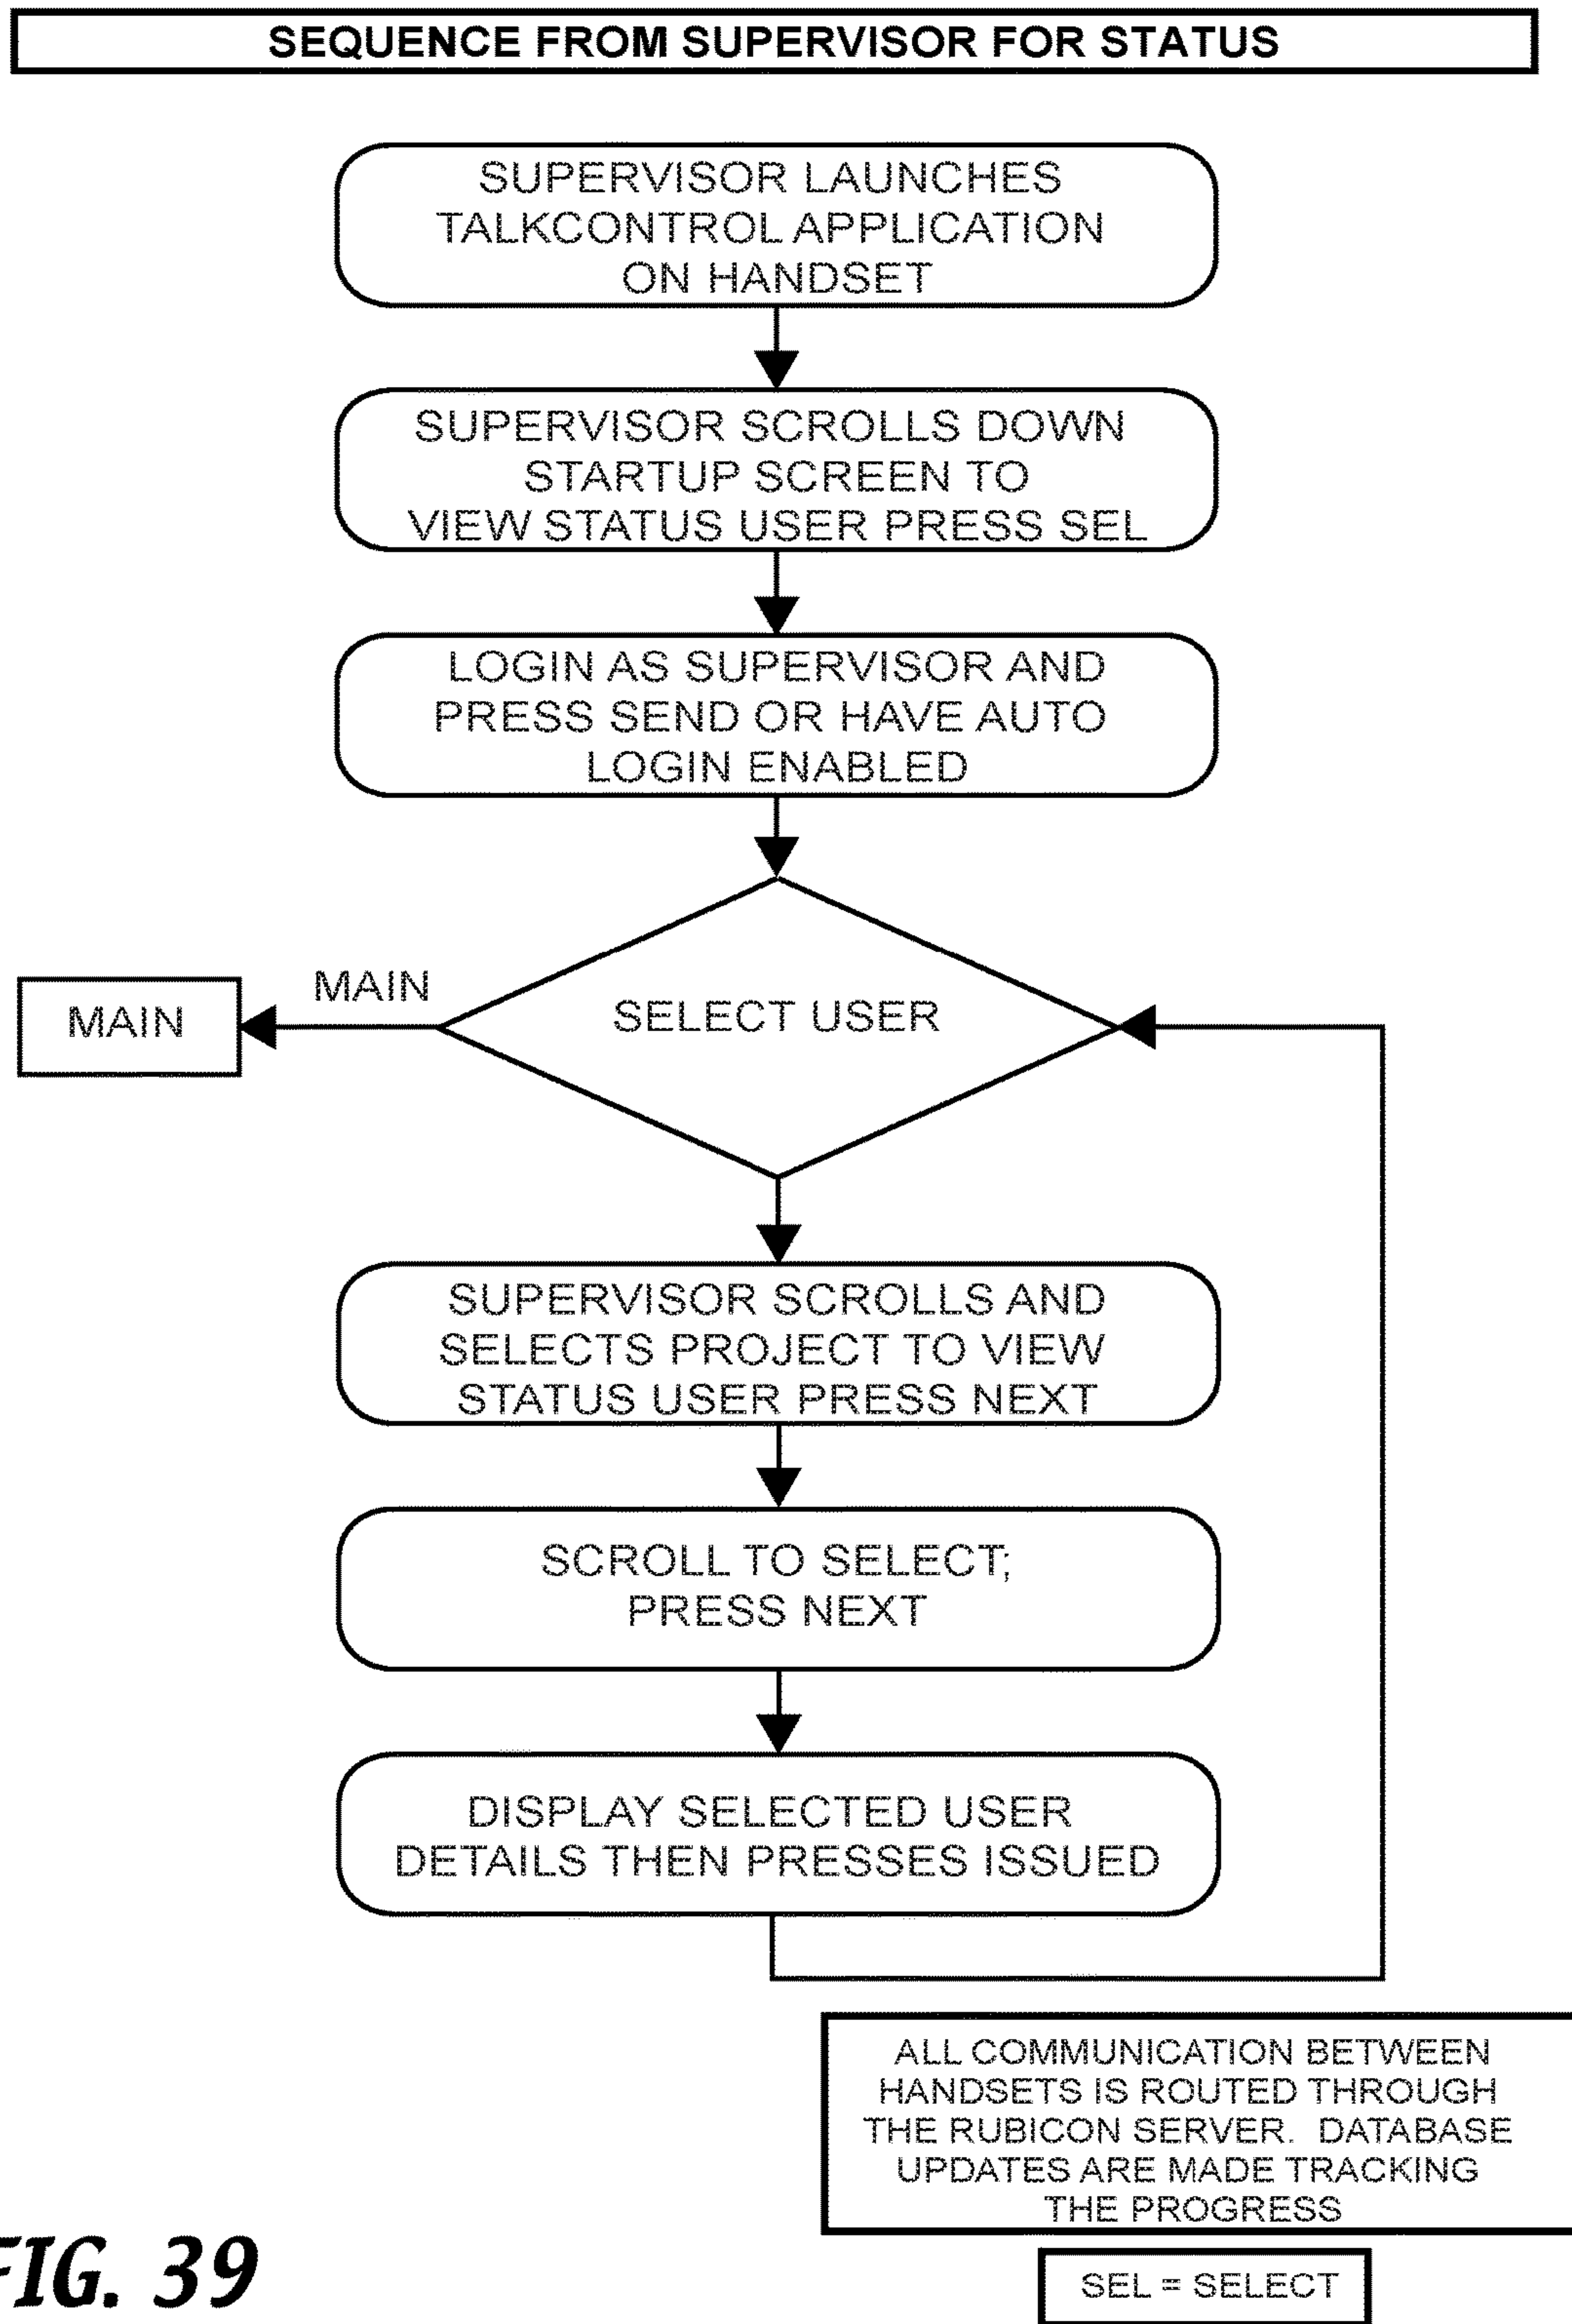 SEQUENCE FROM SUPERVISOR FOR STATUS
SUPERVISOR LAUNCHES
TALKCONTROL APPLICATION
ON HANDSET
SUPERVISOR SCROLLS DOWN
STARTUP SCREEN TO
VIEW STATUS USER PRESS SEL
LOGIN AS SUPERVISOR AND
PRESS SEND OR HAVE AUTO
LOGIN ENABLED
MAIN
MAIN
SELECT USER
SUPERVISOR SCROLLS AND
SELECTS PROJECT TO VIEW
STATUS USER PRESS NEXT
SCROLL TO SELECT;
PRESS NEXT
DISPLAY SELECTED USER
DETAILS THEN PRESSES ISSUED
ALL COMMUNICATION BETWEEN
HANDSETS IS ROUTED THROUGH
THE RUBICON SERVER. DATABASE
UPDATES ARE MADE TRACKING
THE PROGRESS
FIG. 39
SEL = SELECT